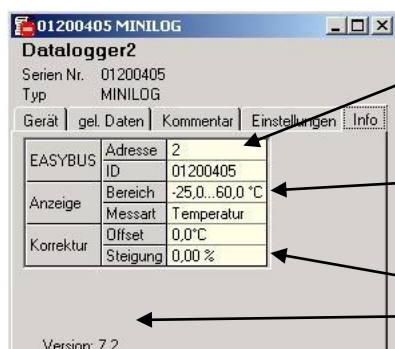 01200405 MINILOG
Datalogger2
Serien Nr. 01200405
Typ MINILOG
Gerät gel. Daten Kommentar Einstellungen Info
EASYBUS Adresse 2
ID 01200405
Anzeige Bereich -25,0...60,0 °C
Messart Temperatur
Korrektur Offset 0,0°C
Steigung 0,00 %
Version: 7.2